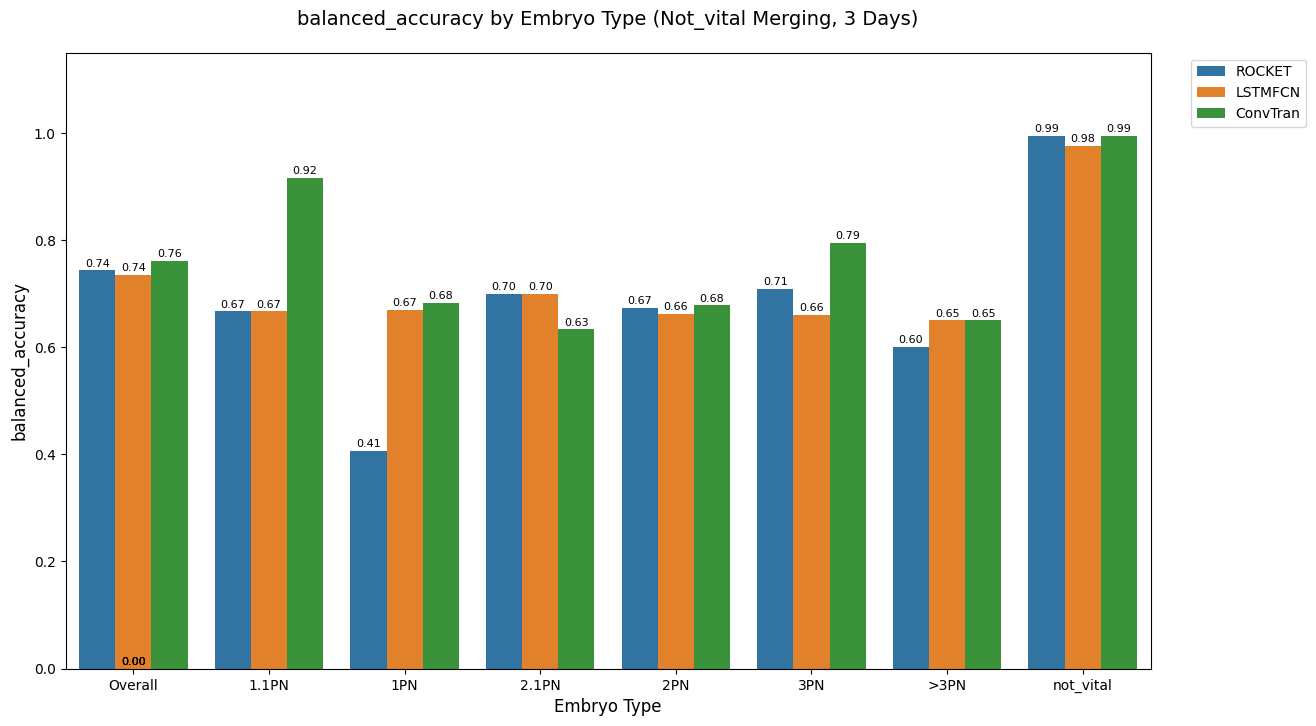 balanced_accuracy by Embryo Type (Not_vital Merging, 3 Days)
ROCKET
LSTMFCN
ConvTran
balanced_accuracy
1.0
0.8
0.6
0.4
0.2
0.0
0.74 0.74 0.76
0.67 0.67 0.92
0.41 0.67 0.68
0.70 0.70 0.63
0.67 0.66 0.68
0.71 0.66 0.79
0.60 0.65 0.65
0.99 0.98 0.99
0.00
Overall 1.1PN 1PN 2.1PN 2PN 3PN >3PN not_vital
Embryo Type